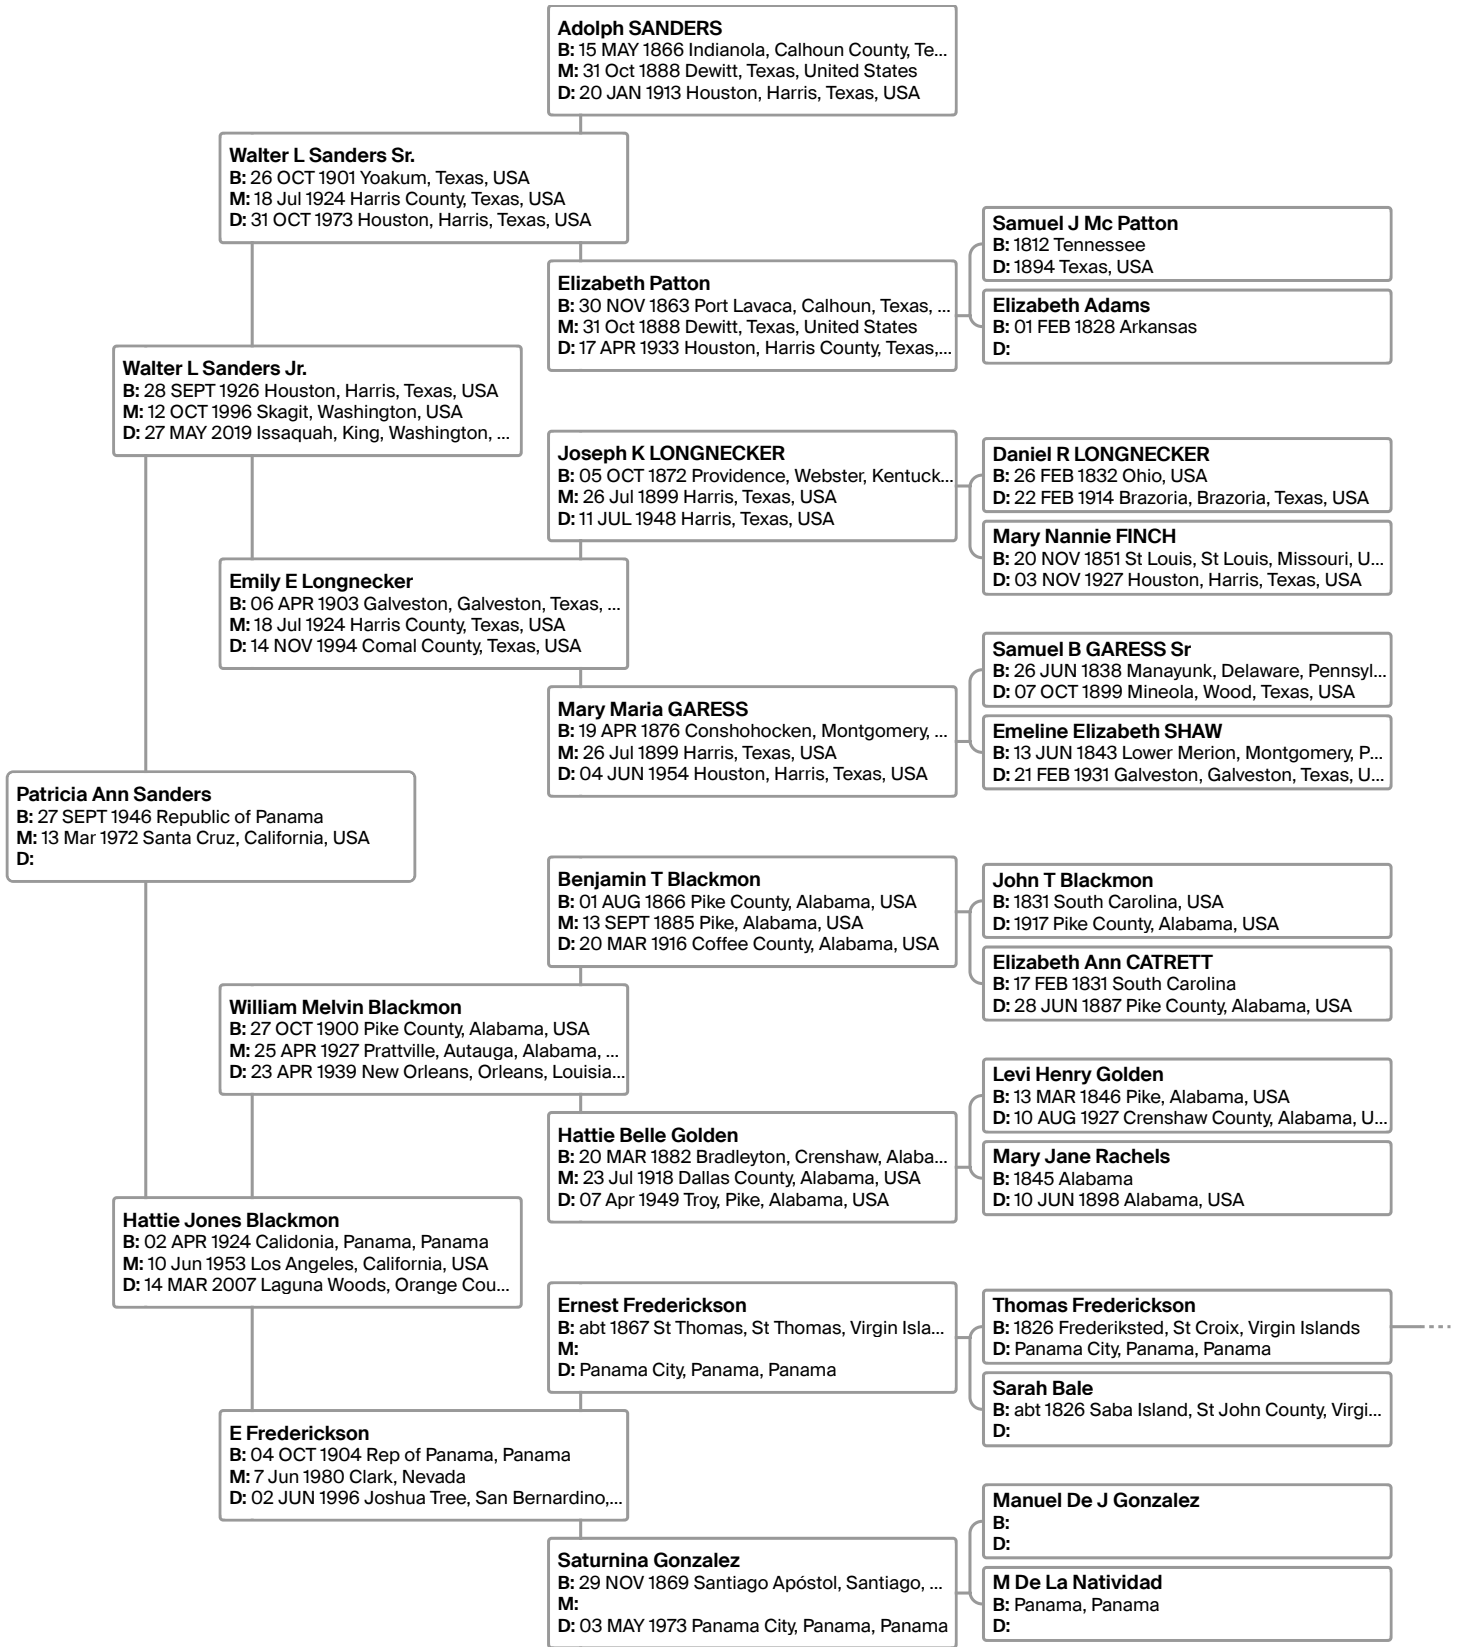 Adolph SANDERS
B: 15 MAY 1866 Indianola, Calhoun County, Te...
M: 31 Oct 1888 Dewitt, Texas, United States
D: 20 JAN 1913 Houston, Harris, Texas, USA
Walter L Sanders Sr.
B: 26 OCT 1901 Yoakum, Texas, USA
M: 18 Jul 1924 Harris County, Texas, USA
D: 31 OCT 1973 Houston, Harris, Texas, USA
Samuel J Mc Patton
B: 1812 Tennessee
D: 1894 Texas, USA
Elizabeth Patton
B: 30 NOV 1863 Port Lavaca, Calhoun, Texas, ...
M: 31 Oct 1888 Dewitt, Texas, United States
D: 17 APR 1933 Houston, Harris County, Texas,...
Elizabeth Adams
B: 01 FEB 1828 Arkansas
D:
Walter L Sanders Jr.
B: 28 SEPT 1926 Houston, Harris, Texas, USA
M: 12 OCT 1996 Skagit, Washington, USA
D: 27 MAY 2019 Issaquah, King, Washington, ...
Joseph K LONGNECKER
B: 05 OCT 1872 Providence, Webster, Kentuck...
M: 26 Jul 1899 Harris, Texas, USA
D: 11 JUL 1948 Harris, Texas, USA
Daniel R LONGNECKER
B: 26 FEB 1832 Ohio, USA
D: 22 FEB 1914 Brazoria, Brazoria, Texas, USA
Mary Nannie FINCH
B: 20 NOV 1851 St Louis, St Louis, Missouri, U...
D: 03 NOV 1927 Houston, Harris, Texas, USA
Emily E Longnecker
B: 06 APR 1903 Galveston, Galveston, Texas, ...
M: 18 Jul 1924 Harris County, Texas, USA
D: 14 NOV 1994 Comal County, Texas, USA
Samuel B GARESS Sr
B: 26 JUN 1838 Manayunk, Delaware, Pennsyl...
D: 07 OCT 1899 Mineola, Wood, Texas, USA
Mary Maria GARESS
B: 19 APR 1876 Conshohocken, Montgomery, ...
M: 26 Jul 1899 Harris, Texas, USA
D: 04 JUN 1954 Houston, Harris, Texas, USA
Emeline Elizabeth SHAW
B: 13 JUN 1843 Lower Merion, Montgomery, P...
D: 21 FEB 1931 Galveston, Galveston, Texas, U...
Patricia Ann Sanders
B: 27 SEPT 1946 Republic of Panama
M: 13 Mar 1972 Santa Cruz, California, USA
D:
Benjamin T Blackmon
B: 01 AUG 1866 Pike County, Alabama, USA
M: 13 SEPT 1885 Pike, Alabama, USA
D: 20 MAR 1916 Coffee County, Alabama, USA
John T Blackmon
B: 1831 South Carolina, USA
D: 1917 Pike County, Alabama, USA
Elizabeth Ann CATRETT
B: 17 FEB 1831 South Carolina
D: 28 JUN 1887 Pike County, Alabama, USA
William Melvin Blackmon
B: 27 OCT 1900 Pike County, Alabama, USA
M: 25 APR 1927 Prattville, Autauga, Alabama, ...
D: 23 APR 1939 New Orleans, Orleans, Louisia...
Levi Henry Golden
B: 13 MAR 1846 Pike, Alabama, USA
D: 10 AUG 1927 Crenshaw County, Alabama, U...
Hattie Belle Golden
B: 20 MAR 1882 Bradleyton, Crenshaw, Alaba...
M: 23 Jul 1918 Dallas County, Alabama, USA
D: 07 Apr 1949 Troy, Pike, Alabama, USA
Mary Jane Rachels
B: 1845 Alabama
D: 10 JUN 1898 Alabama, USA
Hattie Jones Blackmon
B: 02 APR 1924 Calidonia, Panama, Panama
M: 10 Jun 1953 Los Angeles, California, USA
D: 14 MAR 2007 Laguna Woods, Orange Cou...
Ernest Frederickson
B: abt 1867 St Thomas, St Thomas, Virgin Isla...
M:
D: Panama City, Panama, Panama
Thomas Frederickson
B: 1826 Frederiksted, St Croix, Virgin Islands
D: Panama City, Panama, Panama
Sarah Bale
B: abt 1826 Saba Island, St John County, Virgi...
D:
E Frederickson
B: 04 OCT 1904 Rep of Panama, Panama
M: 7 Jun 1980 Clark, Nevada
D: 02 JUN 1996 Joshua Tree, San Bernardino,...
Manuel De J Gonzalez
B:
D:
Saturnina Gonzalez
B: 29 NOV 1869 Santiago Apóstol, Santiago, ...
M:
D: 03 MAY 1973 Panama City, Panama, Panama
M De La Natividad
B: Panama, Panama
D: